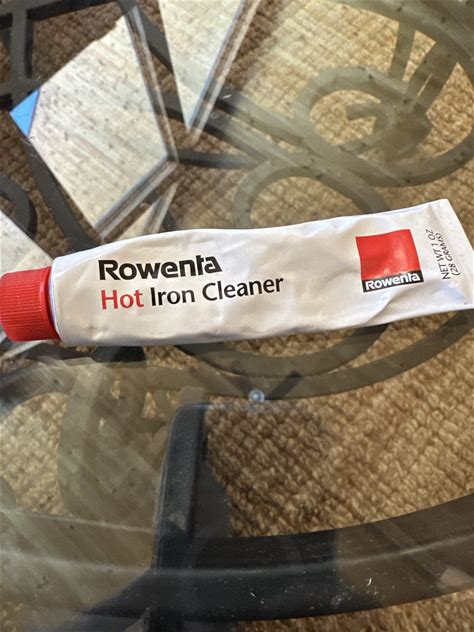 Rowenta
Hot Iron Cleaner
Rowenta
NET WT 1 OZ
(28 GRAMS)